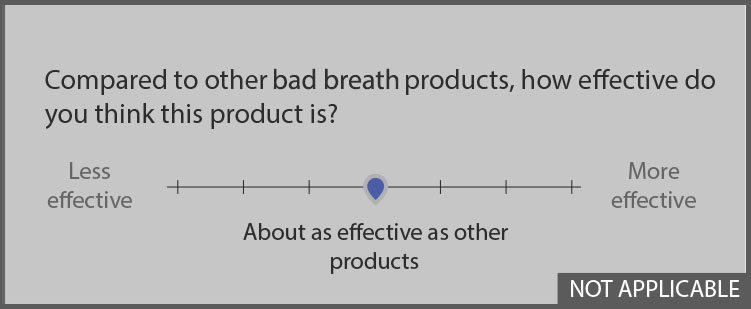 Compared to other bad breath products, how effective do
you think this product is?
Less
effective
More
effective
About as effective as other
products
NOT APPLICABLE